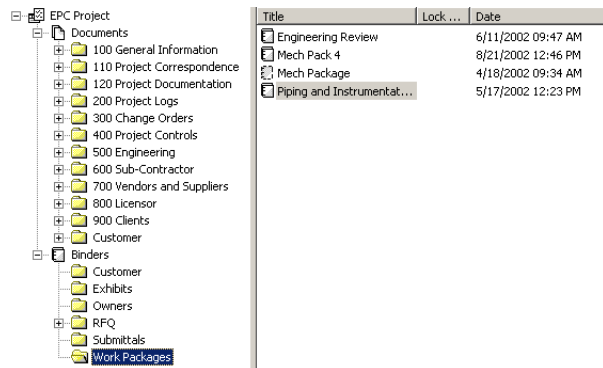 EPC Project
Documents
100 General Information
110 Project Correspondence
120 Project Documentation
200 Project Logs
300 Change Orders
400 Project Controls
500 Engineering
600 Sub-Contractor
700 Vendors and Suppliers
800 Licensor
900 Clients
Customer
Binders
Customer
Exhibits
Owners
RFQ
Submittals
Work Packages
Title Lock ... Date
Engineering Review 6/11/2002 09:47 AM
Mech Pack 4 8/21/2002 12:46 PM
Mech Package 4/18/2002 09:34 AM
Piping and Instrumentat... 5/17/2002 12:23 PM